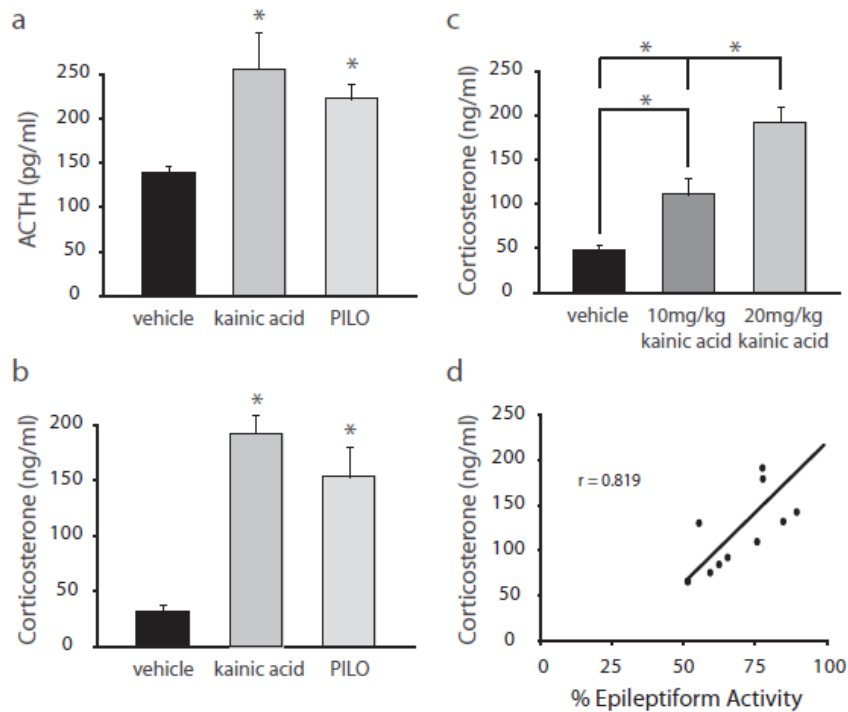 a
ACTH (pg/ml)
250
200
150
100
50
0
*
*
vehicle kainic acid PILO
b
Corticosterone (ng/ml)
200
150
100
50
0
*
*
vehicle kainic acid PILO
c
Corticosterone (ng/ml)
250
200
150
100
50
0
* *
*
vehicle 10mg/kg 20mg/kg
kainic acid kainic acid
d
Corticosterone (ng/ml)
250
200
150
100
50
0
r = 0.819
0 25 50 75 100
% Epileptiform Activity